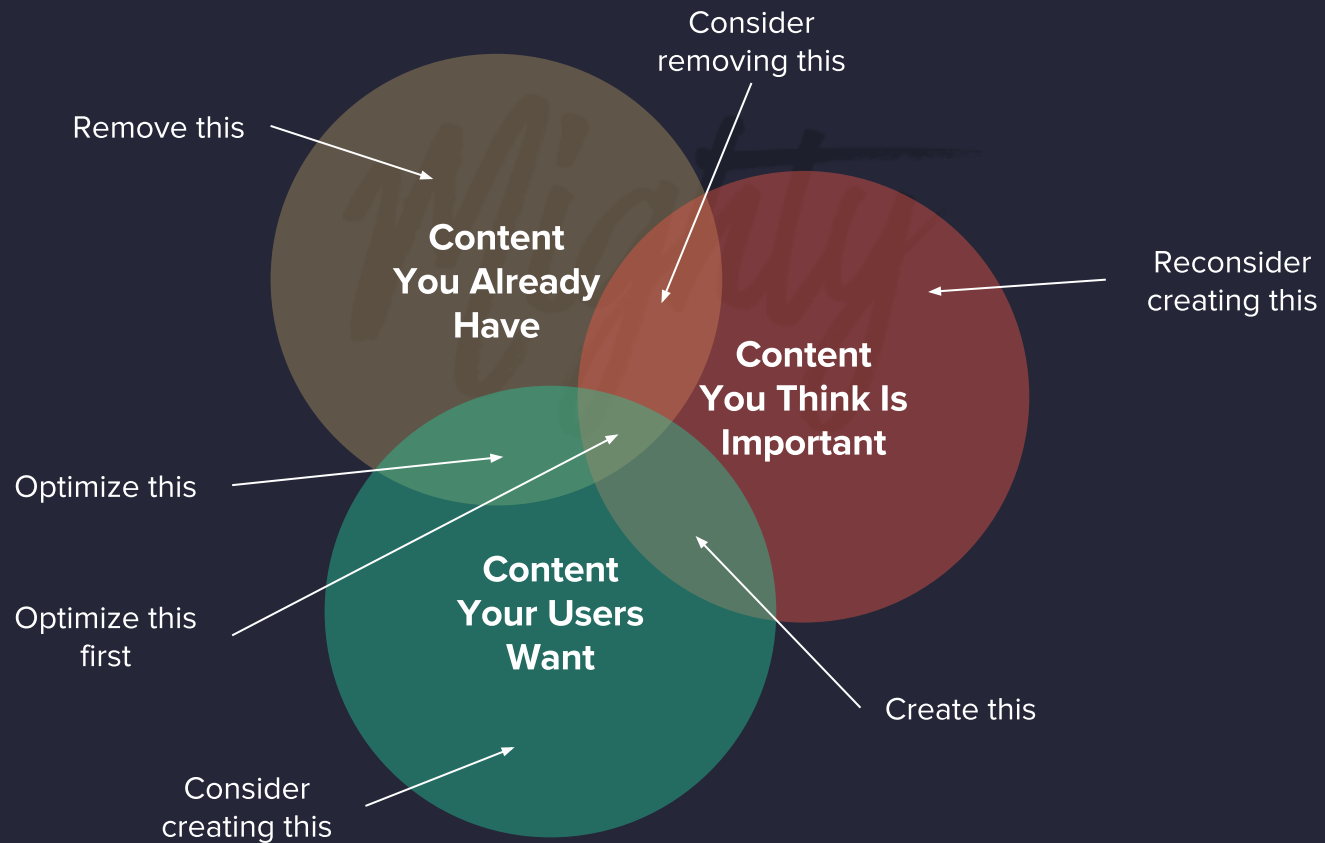 Consider
removing this
Remove this
Mighty
Content
You Already
Have
Reconsider
creating this
Content
You Think Is
Important
Optimize this
Content
Your Users
Want
Optimize this
first
Create this
Consider
creating this